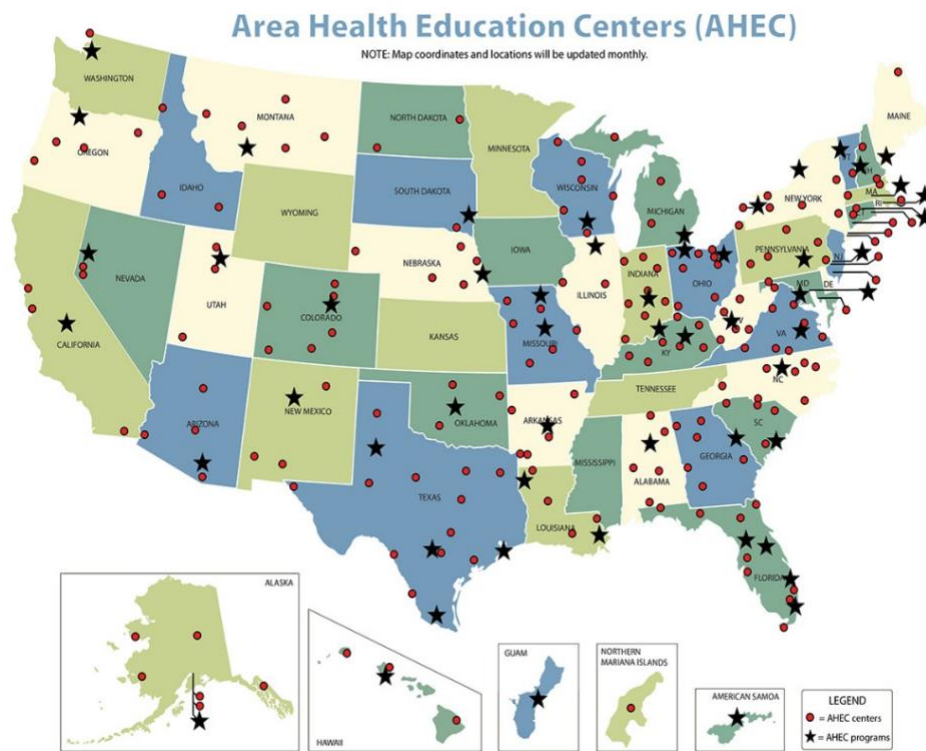 Area Health Education Centers (AHEC)
NOTE: Map coordinates and locations will be updated monthly.
WASHINGTON
MONTANA
NORTH DAKOTA
MINNESOTA
MAINE
OREGON
IDAHO
SOUTH DAKOTA
WISCONSIN
MICHIGAN
NEW YORK
VT
NH
MA
RI
CT
WYOMING
IOWA
NEBRASKA
PENNSYLVANIA
NJ
NEVADA
UTAH
COLORADO
KANSAS
ILLINOIS
INDIANA
OHIO
MD
DE
CALIFORNIA
MISSOURI
KY
VA
TENNESSEE
NC
ARIZONA
NEW MEXICO
OKLAHOMA
ARKANSAS
SC
MISSISSIPPI
ALABAMA
GEORGIA
TEXAS
LOUISIANA
FLORIDA
ALASKA
HAWAII
GUAM
NORTHERN
MARIANA ISLANDS
AMERICAN SAMOA
LEGEND
= AHEC centers
= AHEC programs